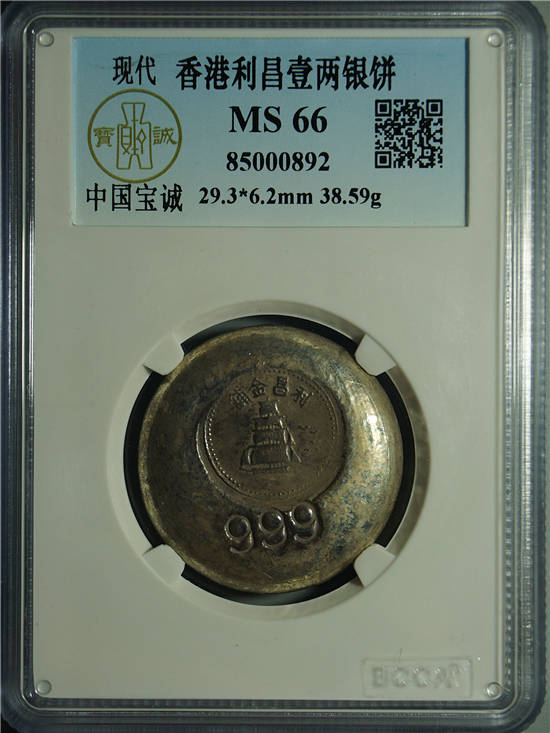 现代 香港利昌壹两银饼
MS 66
85000892
寶 誠
中国宝诚 29.3*6.2mm 38.59g
舖金昌利
999